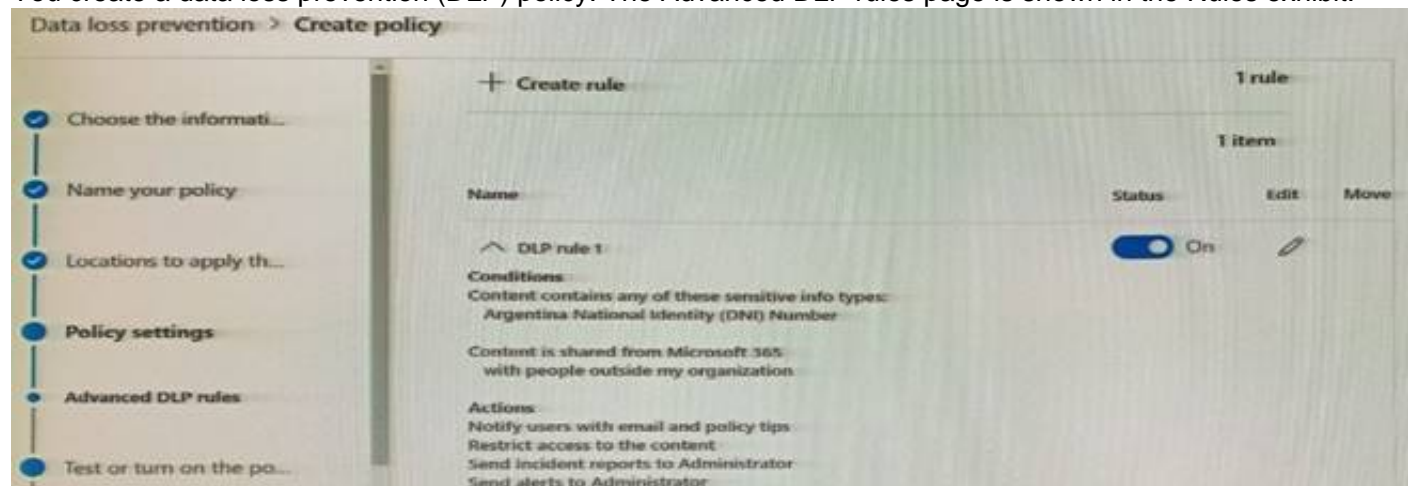 You create a data loss prevention (DLP) policy. The Advanced DLP rules page is shown in the Rules exhibit.
Data loss prevention > Create policy
+ Create rule
1 rule
Choose the informati...
1 item
Name your policy
Name
Status
Edit
Move
Locations to apply th...
DLP rule 1
On
Conditions
Content contains any of these sensitive info types:
Argentina National Identity (DNI) Number
Policy settings
Content is shared from Microsoft 365
with people outside my organization
Advanced DLP rules
Actions
Notify users with email and policy tips
Restrict access to the content
Test or turn on the po...
Send incident reports to Administrator
Send alerts to Administrator